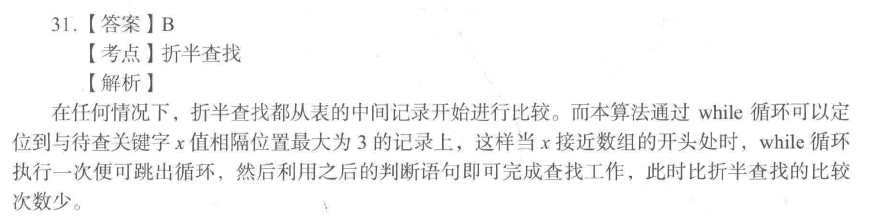 31.【答案】B
【考点】折半查找
【解析】
在任何情况下，折半查找都从表的中间记录开始进行比较。而本算法通过 while 循环可以定
位到与待查关键字 x 值相隔位置最大为 3 的记录上，这样当 x 接近数组的开头处时，while 循环
执行一次便可跳出循环，然后利用之后的判断语句即可完成查找工作，此时比折半查找的比较
次数少。